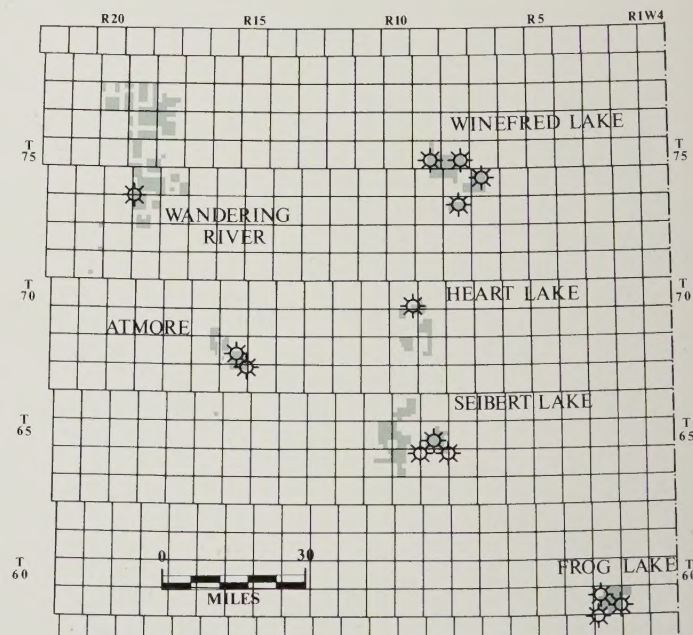 R20 R15 R10 R5 R1W4
WINEFRED LAKE
T
75
T
75
WANDERING
RIVER
T
70
T
70
HEART LAKE
ATMORE
SEIBERT LAKE
T
65
T
65
0 30
MILES
T
60
FROG LAKE
T
60